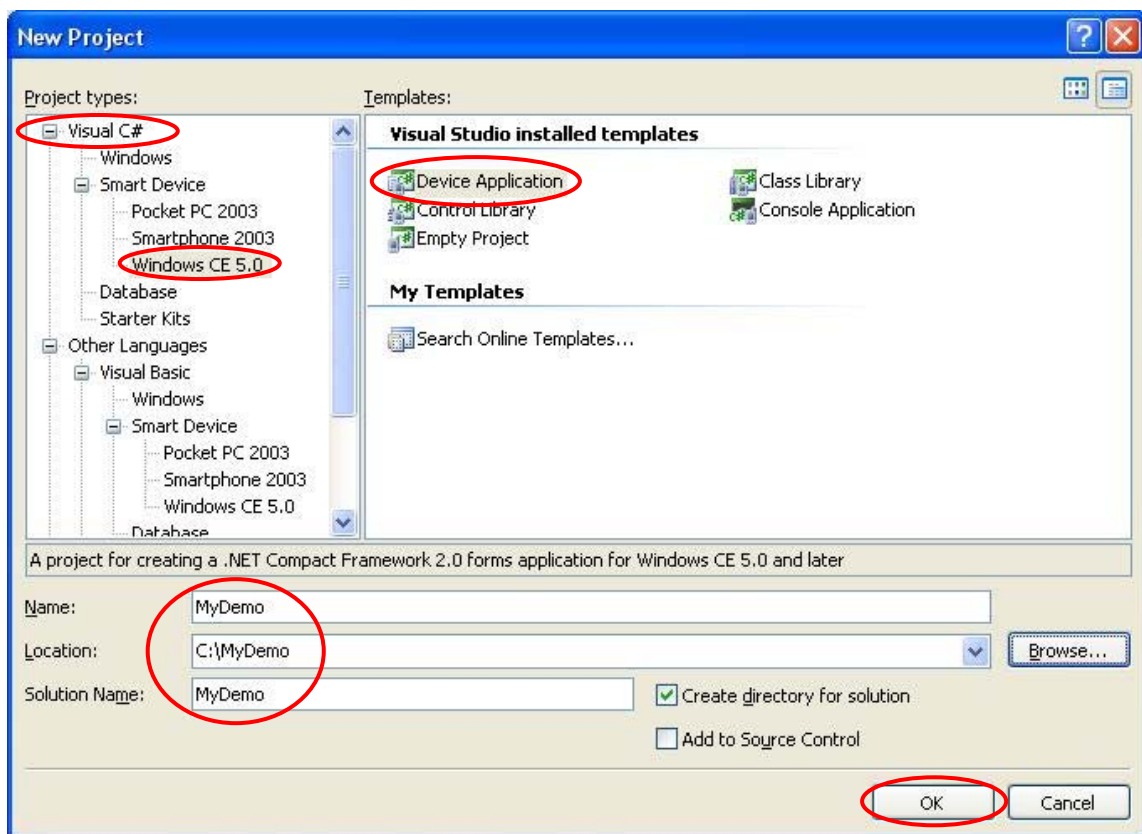 New Project
Project types:
Templates:
Visual C#
Windows
Smart Device
Pocket PC 2003
Smartphone 2003
Windows CE 5.0
Database
Starter Kits
Other Languages
Visual Basic
Windows
Smart Device
Pocket PC 2003
Smartphone 2003
Windows CE 5.0
Database
Visual Studio installed templates
Device Application
Class Library
Control Library
Console Application
Empty Project
My Templates
Search Online Templates...
A project for creating a .NET Compact Framework 2.0 forms application for Windows CE 5.0 and later
Name: MyDemo
Location: C:\MyDemo Browse...
Solution Name: MyDemo Create directory for solution
Add to Source Control
OK Cancel